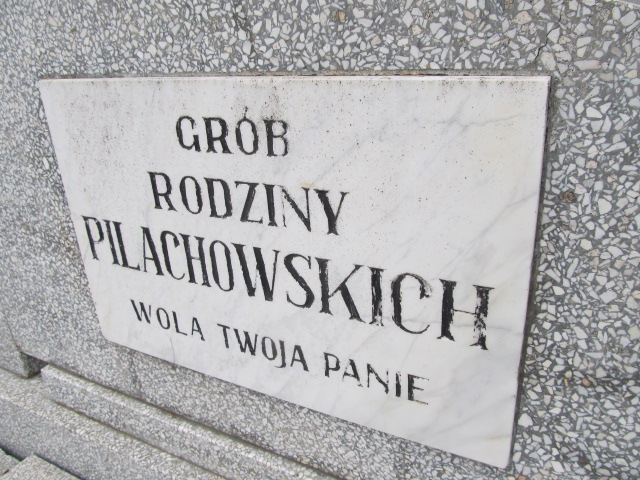 GRÓB
RODZINY
PILACHOWSKICH
WOLA TWOJA PANIE